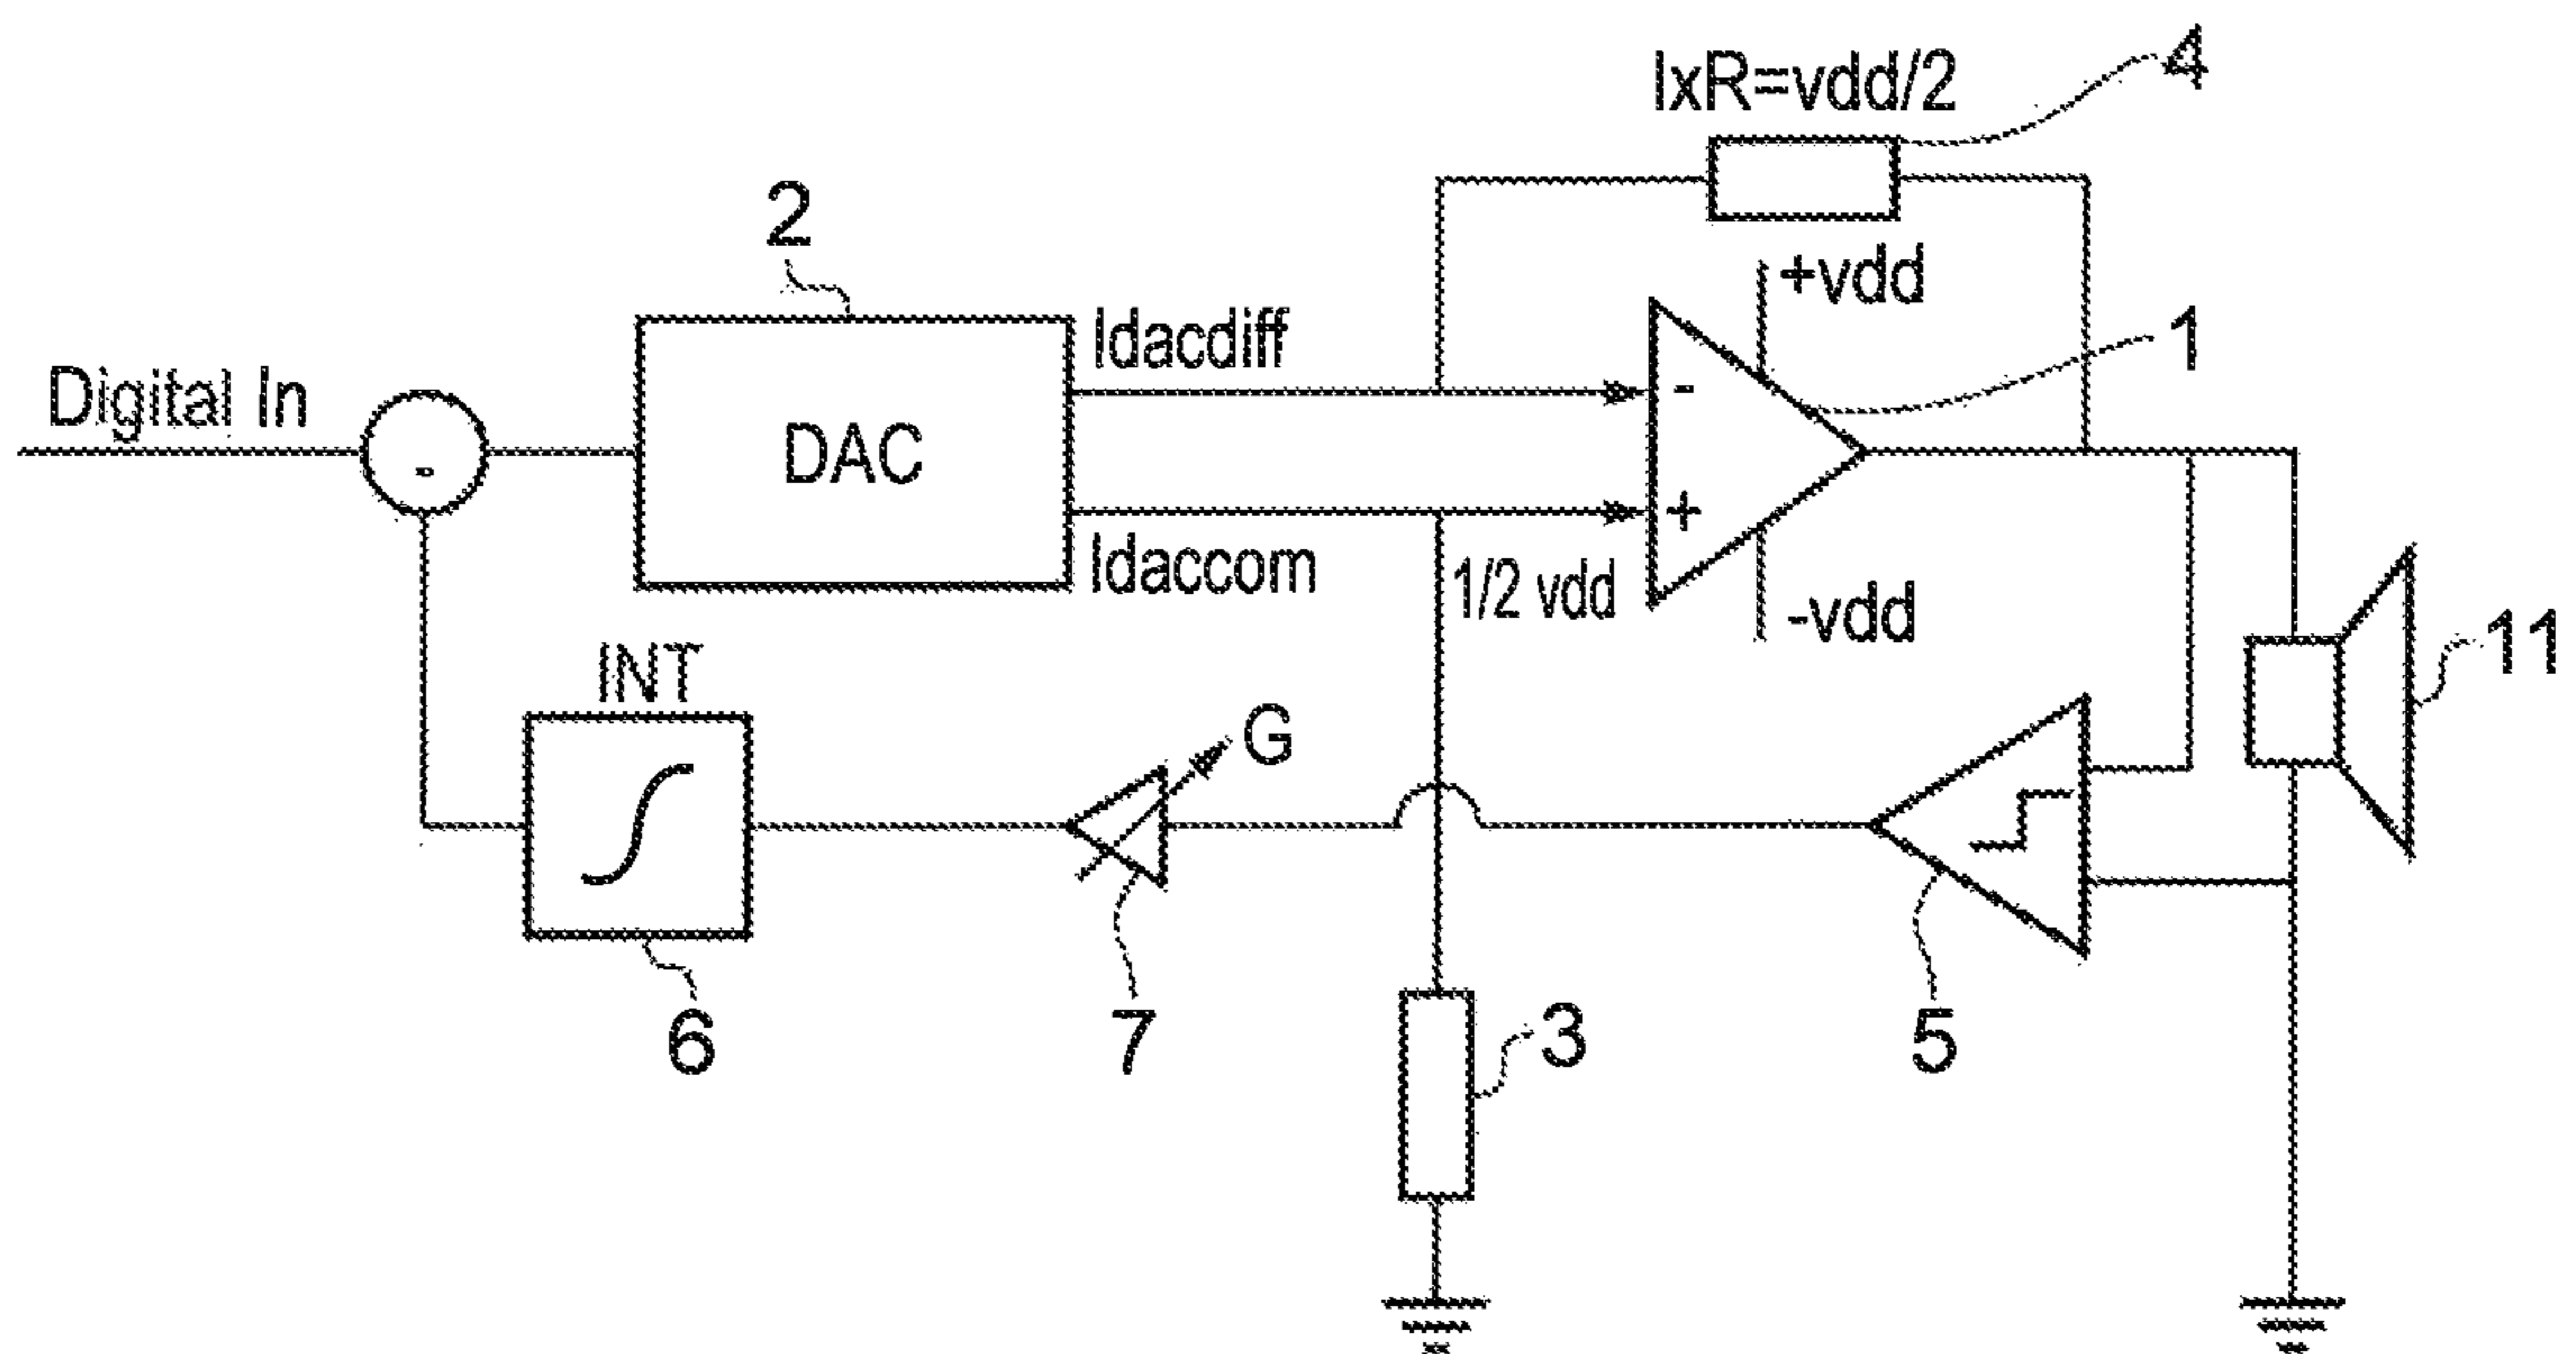 IxR=vdd/2
4
2
+vdd
1
Idacdiff
Digital In
-
DAC
-
+
Idaccom
1/2 vdd
-vdd
11
INT
G
6
7
3
5